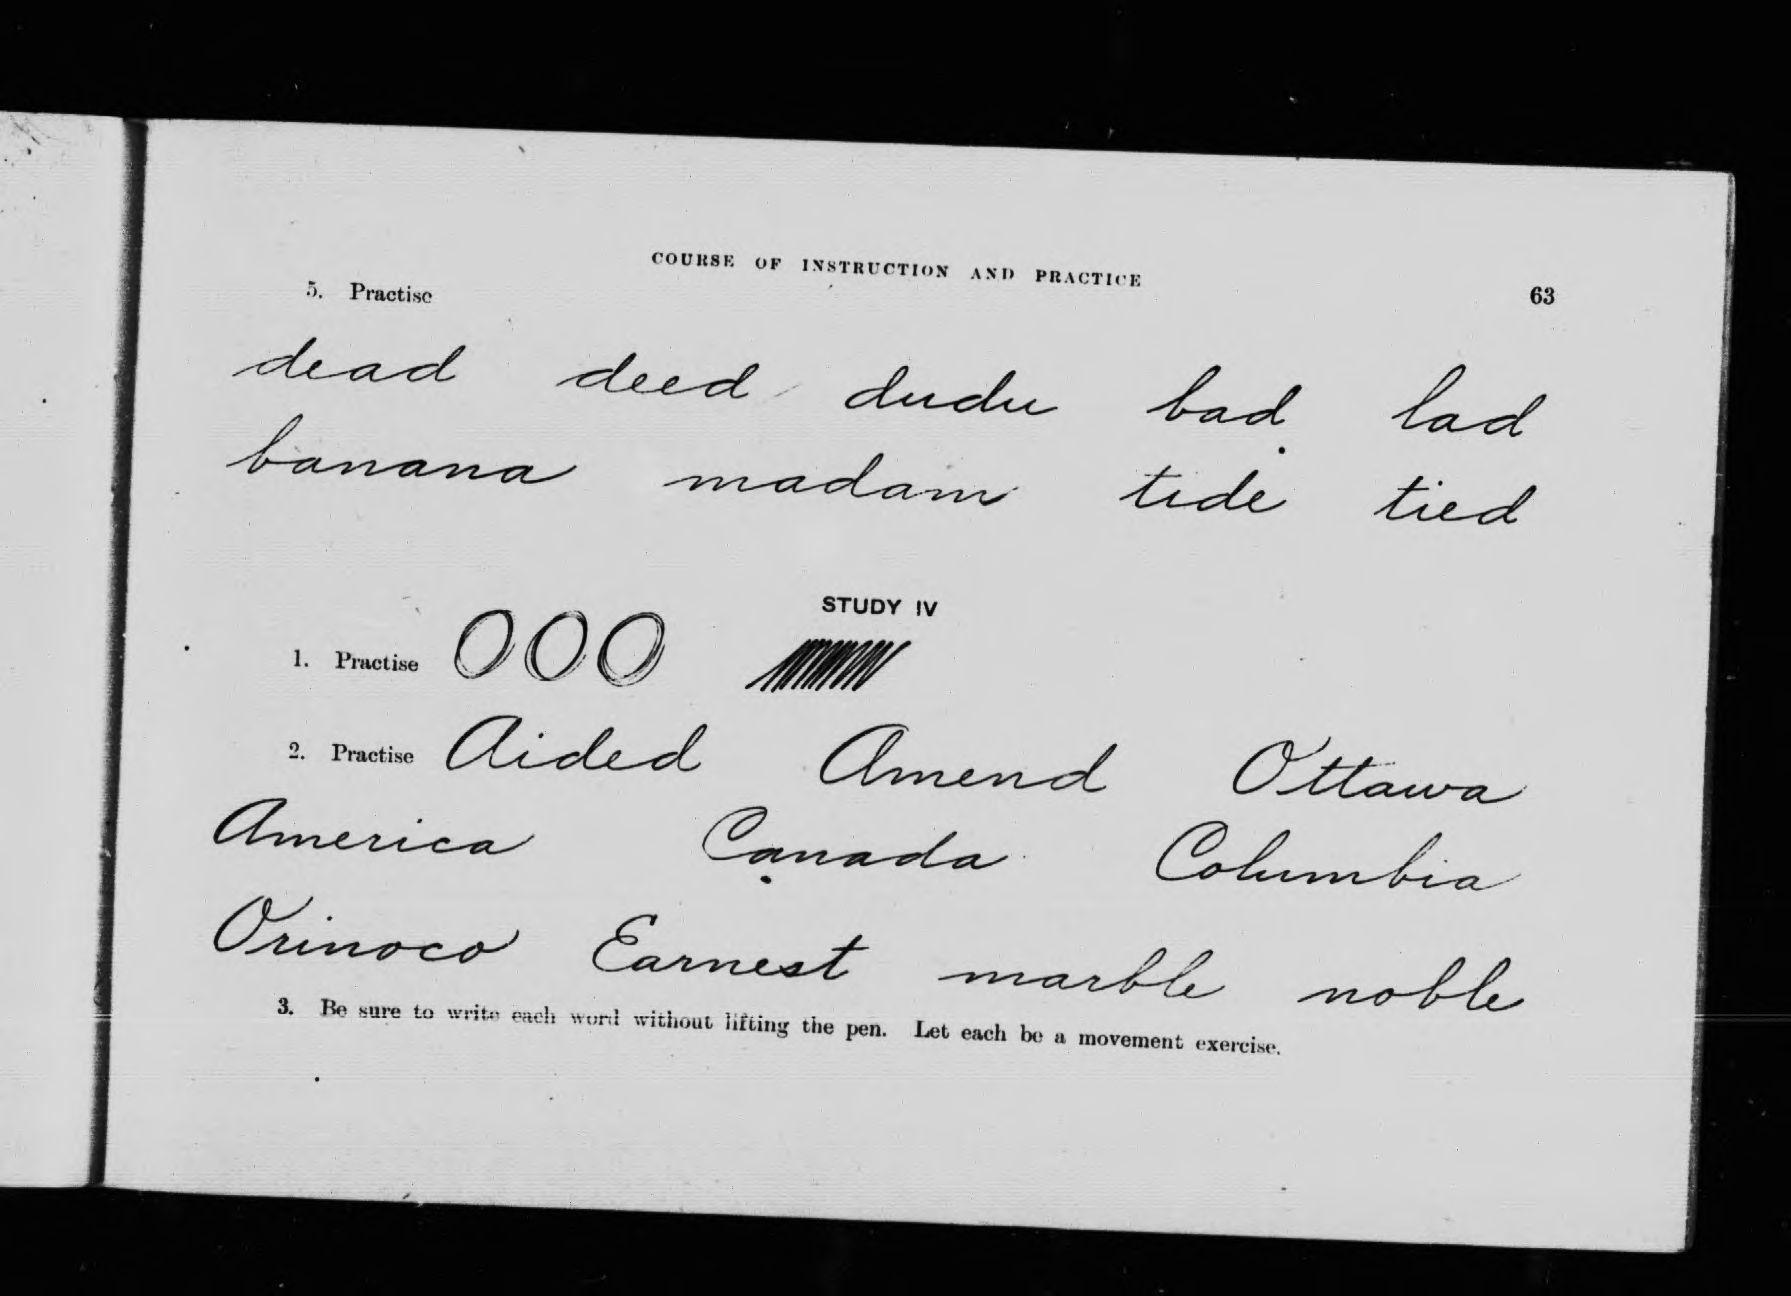 COURSE OF INSTRUCTION AND PRACTICE 63
5. Practise
dead deed dudu bad lad
banana madam tide tied
STUDY IV
1. Practise
2. Practise Aided Amend Ottawa
America Canada Columbia
Orinoco Earnest marble noble
3. Be sure to write each word without lifting the pen. Let each be a movement exercise.